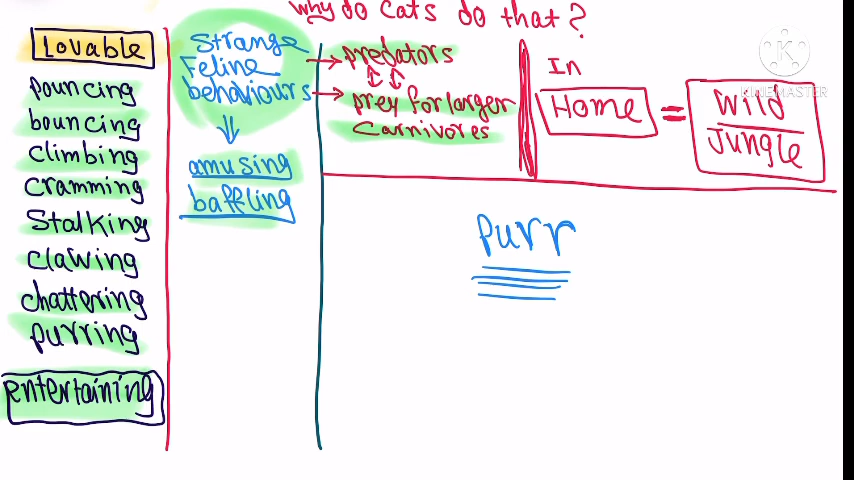 why do cats do that?
Lovable
pouncing
bouncing
climbing
cramming
Stalking
clawing
chattering
purring
entertaining
Strange
Feline
behaviours
amusing
baffling
predators
prey for larger
Carnivores
In
Home = Wild
Jungle
purr
KINEMASTER